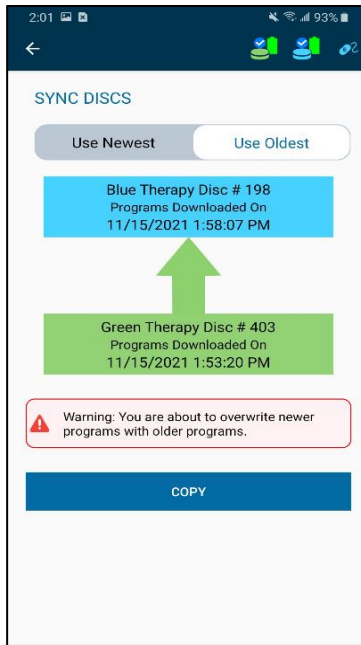 2:01 93%
2
SYNC DISCS
Use Newest Use Oldest
Blue Therapy Disc # 198
Programs Downloaded On
11/15/2021 1:58:07 PM
Green Therapy Disc # 403
Programs Downloaded On
11/15/2021 1:53:20 PM
Warning: You are about to overwrite newer
programs with older programs.
COPY